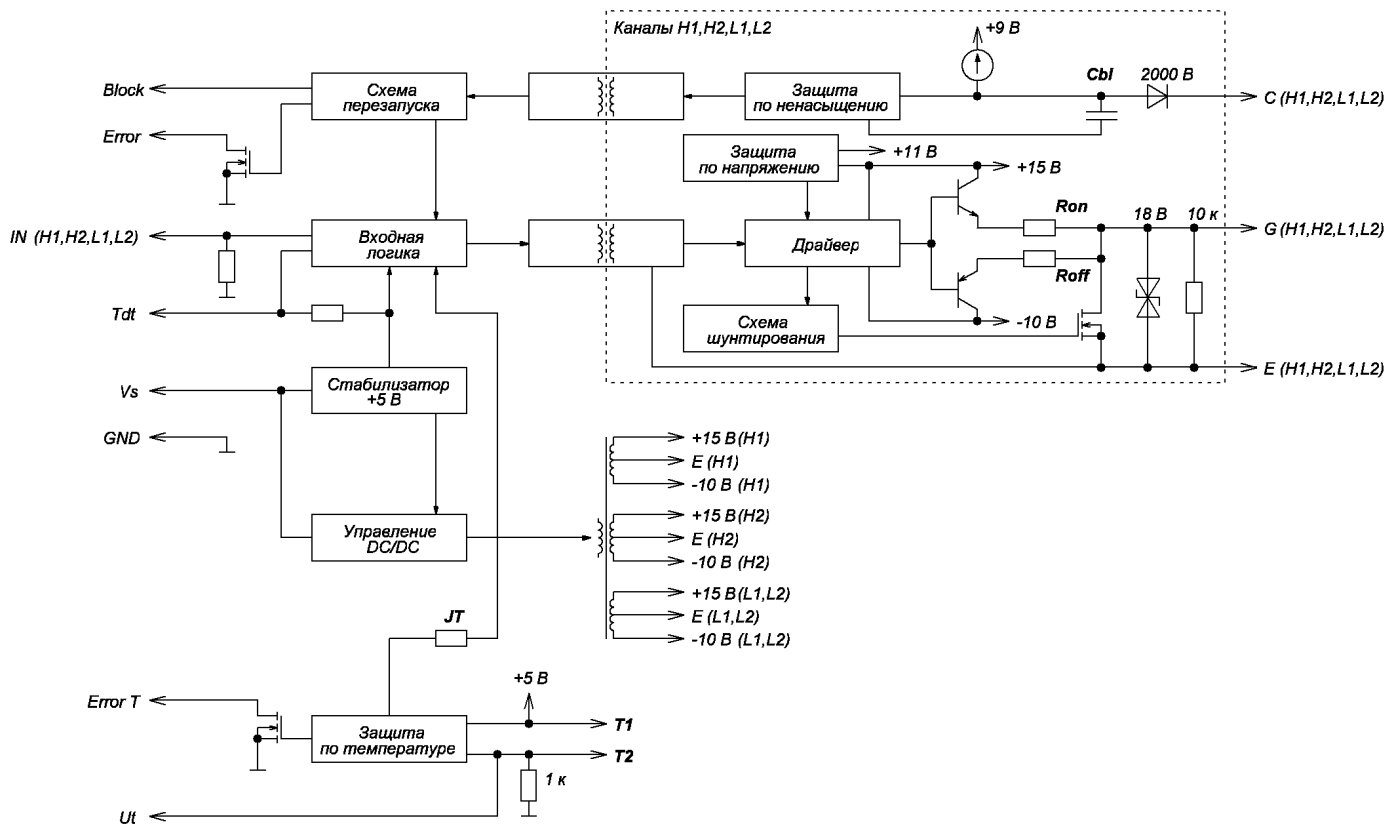 Каналы H1,H2,L1,L2
+9 В
Block
Схема
перезапуска
Защита
по ненасыщению
Cbl
2000 В
C (H1,H2,L1,L2)
Error
Защита
по напряжению
+11 В
+15 В
IN (H1,H2,L1,L2)
Входная
логика
Драйвер
Ron
18 В
10 к
G (H1,H2,L1,L2)
Roff
Tdt
Схема
шунтирования
-10 В
Vs
Стабилизатор
+5 В
E (H1,H2,L1,L2)
GND
+15 В(H1)
E (H1)
-10 В (H1)
Управление
DC/DC
+15 В(H2)
E (H2)
-10 В (H2)
+15 В(L1,L2)
E (L1,L2)
-10 В (L1,L2)
JT
+5 В
Error T
Защита
по температуре
T1
T2
1 к
Ut